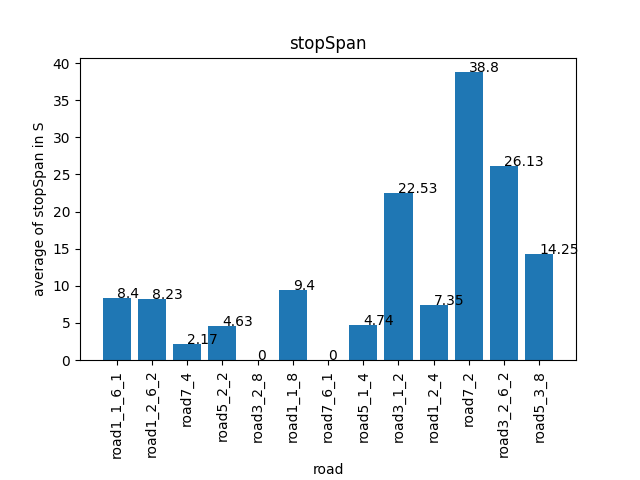 stopSpan
average of stopSpan in S
40
35
30
25
20
15
10
5
0
8.4
8.23
2.17
4.63
0
9.4
0
4.74
22.53
7.35
38.8
26.13
14.25
road1_1_6_1
road1_2_6_2
road7_4
road5_2_2
road3_2_8
road1_1_8
road7_6_1
road5_1_4
road3_1_2
road1_2_4
road7_2
road3_2_6_2
road5_3_8
road